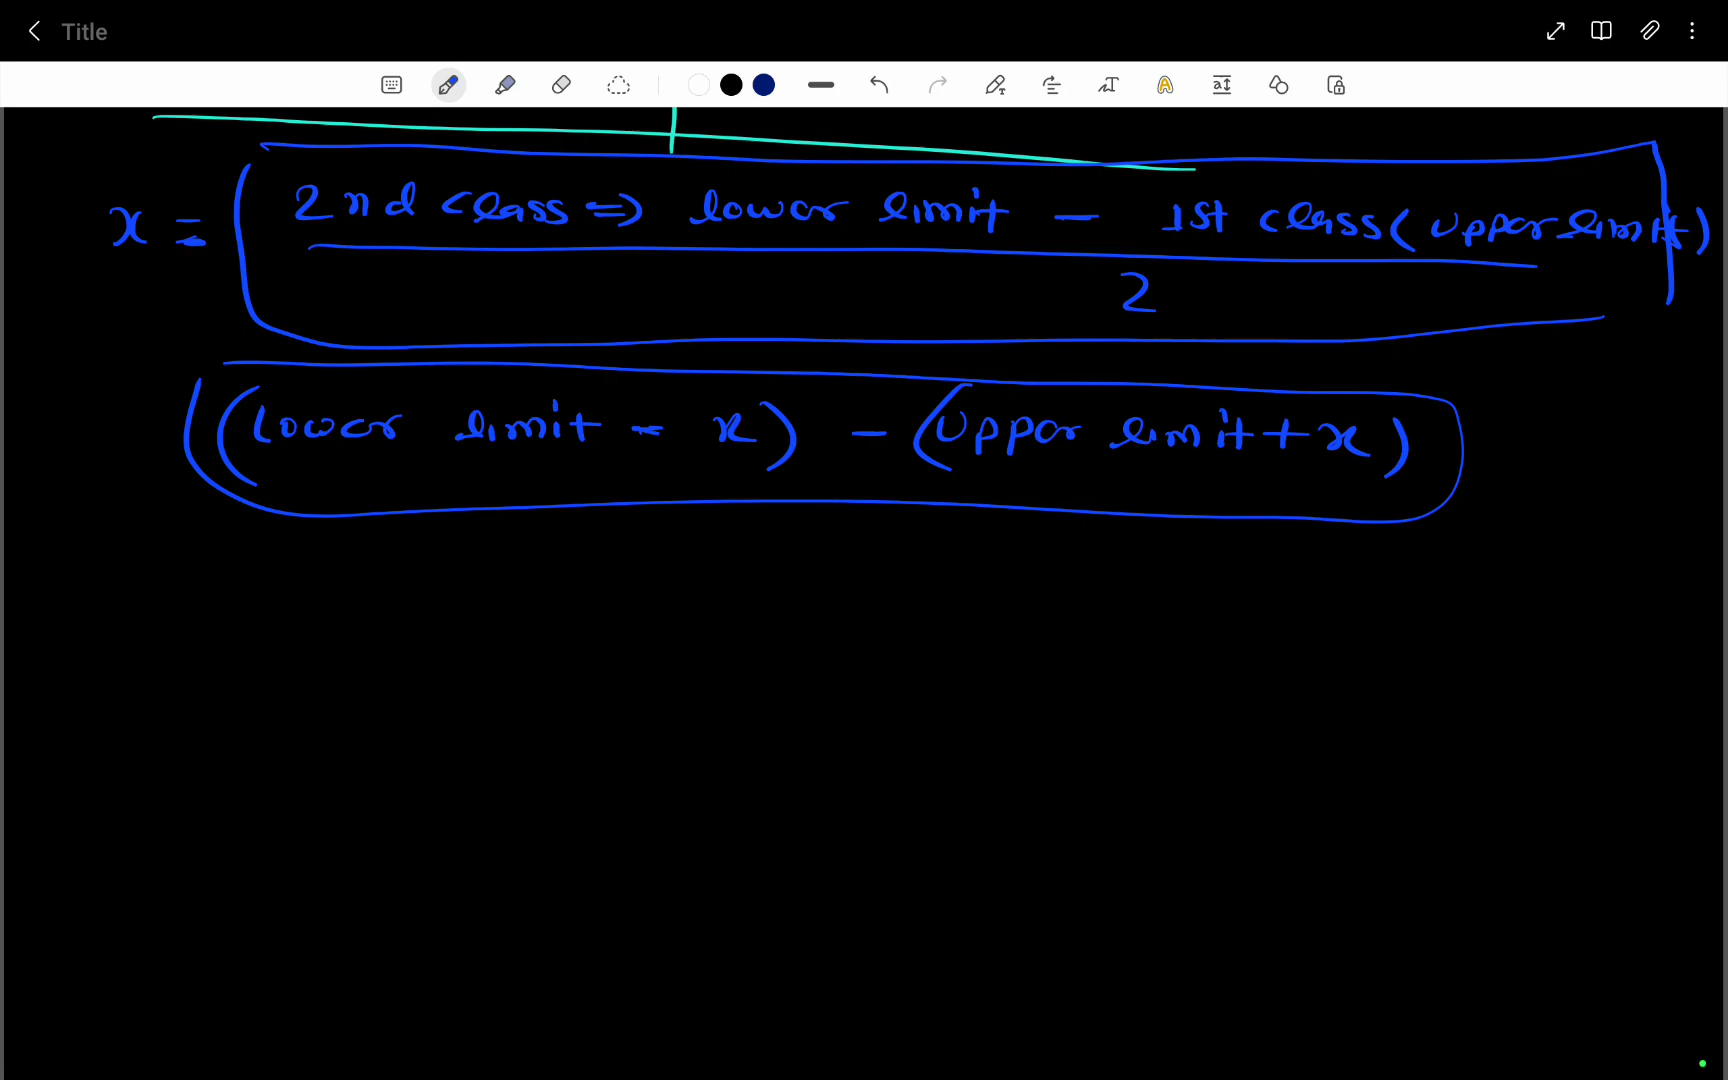 Title
x = (2nd class ⇒ lower limit - 1st class (upper limit)
2
((lower limit - x) - (upper limit + x)